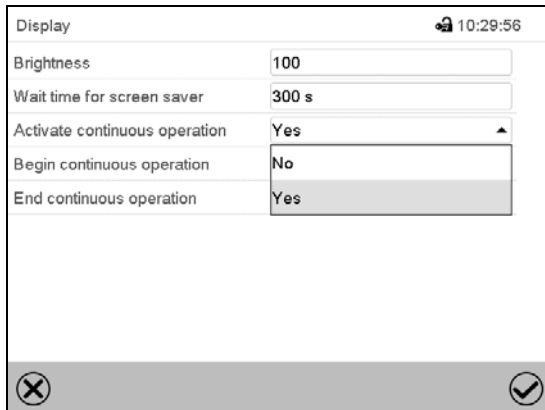 Display 10:29:56
Brightness 100
Wait time for screen saver 300 s
Activate continuous operation Yes
Begin continuous operation No
End continuous operation Yes